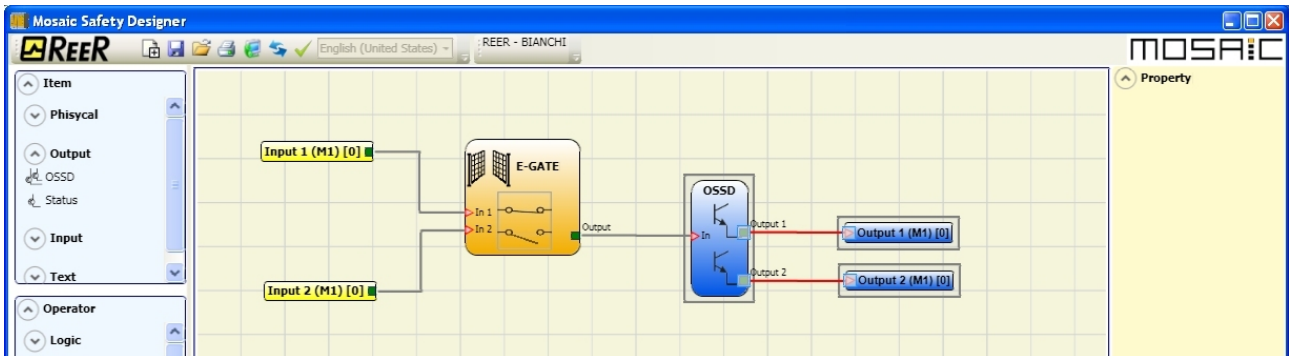 Mosaic Safety Designer
REER
English (United States)
REER - BIANCHI
MOSAIC
Item
Phisycal
Output
OSSD
Status
Input
Text
Operator
Logic
Input 1 (M1) [0]
Input 2 (M1) [0]
E-GATE
In 1
In 2
Output
OSSD
In
Output 1
Output 2
Output 1 (M1) [0]
Output 2 (M1) [0]
Property